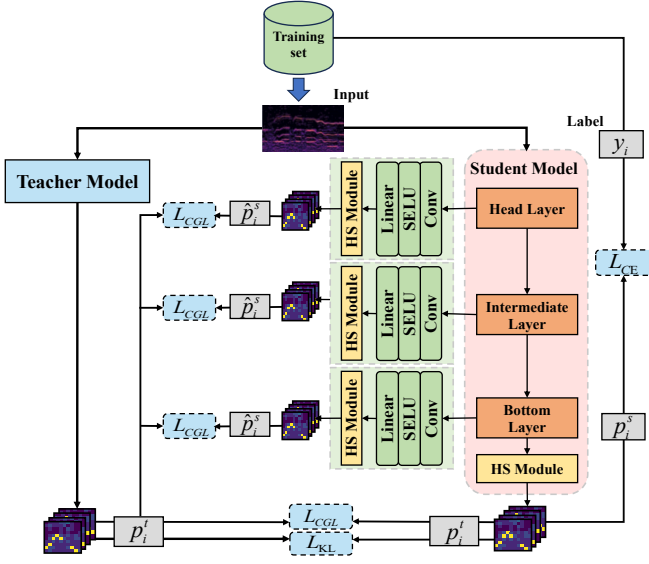 Training
set
Input
Label
y_i
Teacher Model
Student Model
L_CGL
p̂_i^s
HS Module
Linear
SELU
Conv
Head Layer
L_CE
L_CGL
p̂_i^s
HS Module
Linear
SELU
Conv
Intermediate
Layer
L_CGL
p̂_i^s
HS Module
Linear
SELU
Conv
Bottom
Layer
p_i^s
HS Module
p_i^t
L_CGL
L_KL
p_i^t